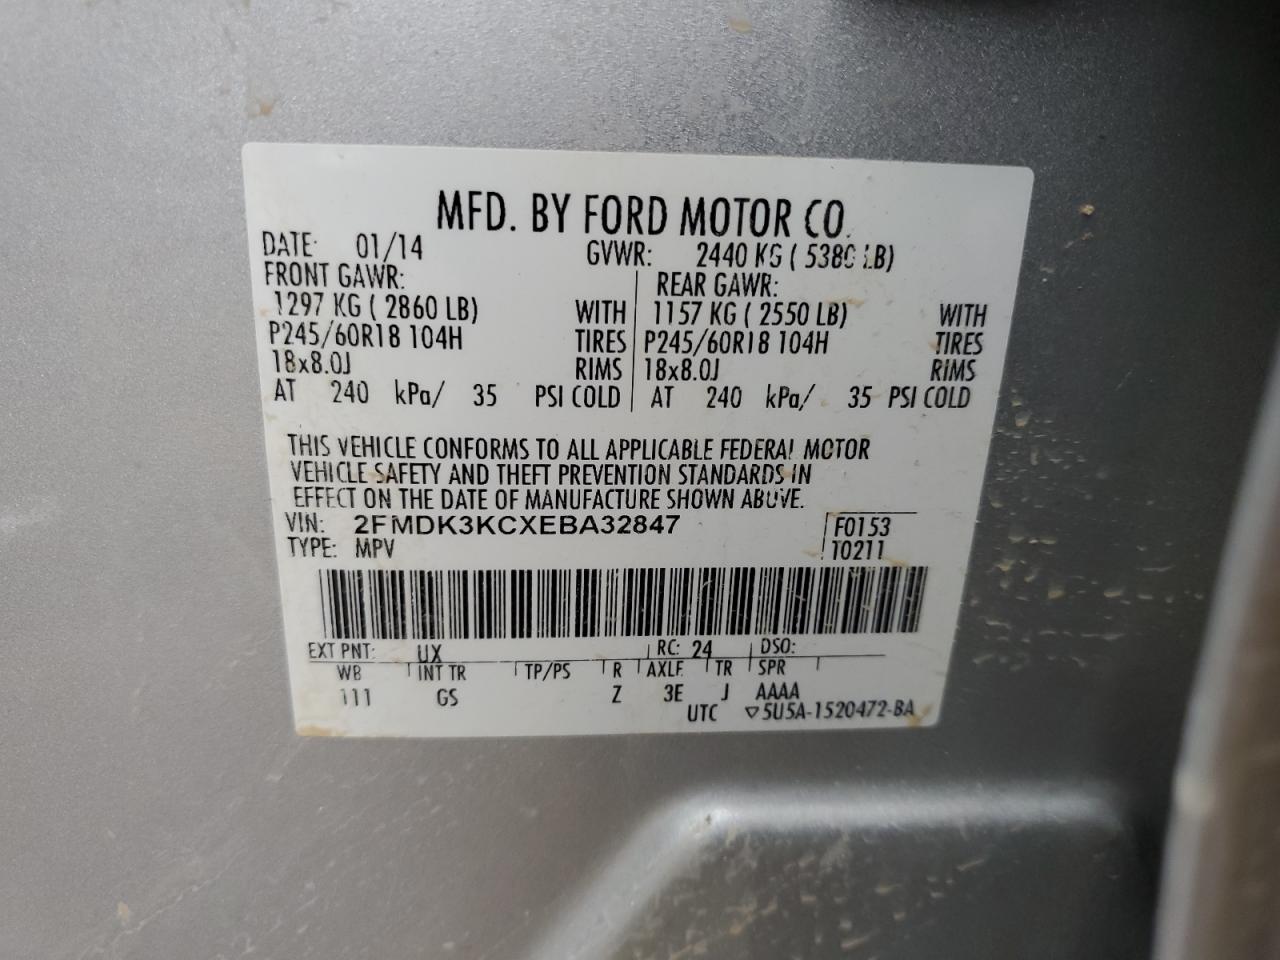 MFD. BY FORD MOTOR CO.
DATE: 01/14 GVWR: 2440 KG ( 5380 LB)
FRONT GAWR: REAR GAWR:
1297 KG ( 2860 LB) WITH 1157 KG ( 2550 LB) WITH
P245/60R18 104H TIRES P245/60R18 104H TIRES
18x8.0J RIMS 18x8.0J RIMS
AT 240 kPa/ 35 PSI COLD AT 240 kPa/ 35 PSI COLD
THIS VEHICLE CONFORMS TO ALL APPLICABLE FEDERAL MOTOR
VEHICLE SAFETY AND THEFT PREVENTION STANDARDS IN
EFFECT ON THE DATE OF MANUFACTURE SHOWN ABOVE.
VIN: 2FMDK3KCXEBA32847 F0153
TYPE: MPV T0211
EXT PNT: UX RC: 24 DSO:
WB INT TR TP/PS R AXLE TR SPR
111 GS Z 3E J AAAA
UTC ▽5U5A-1520472-BA